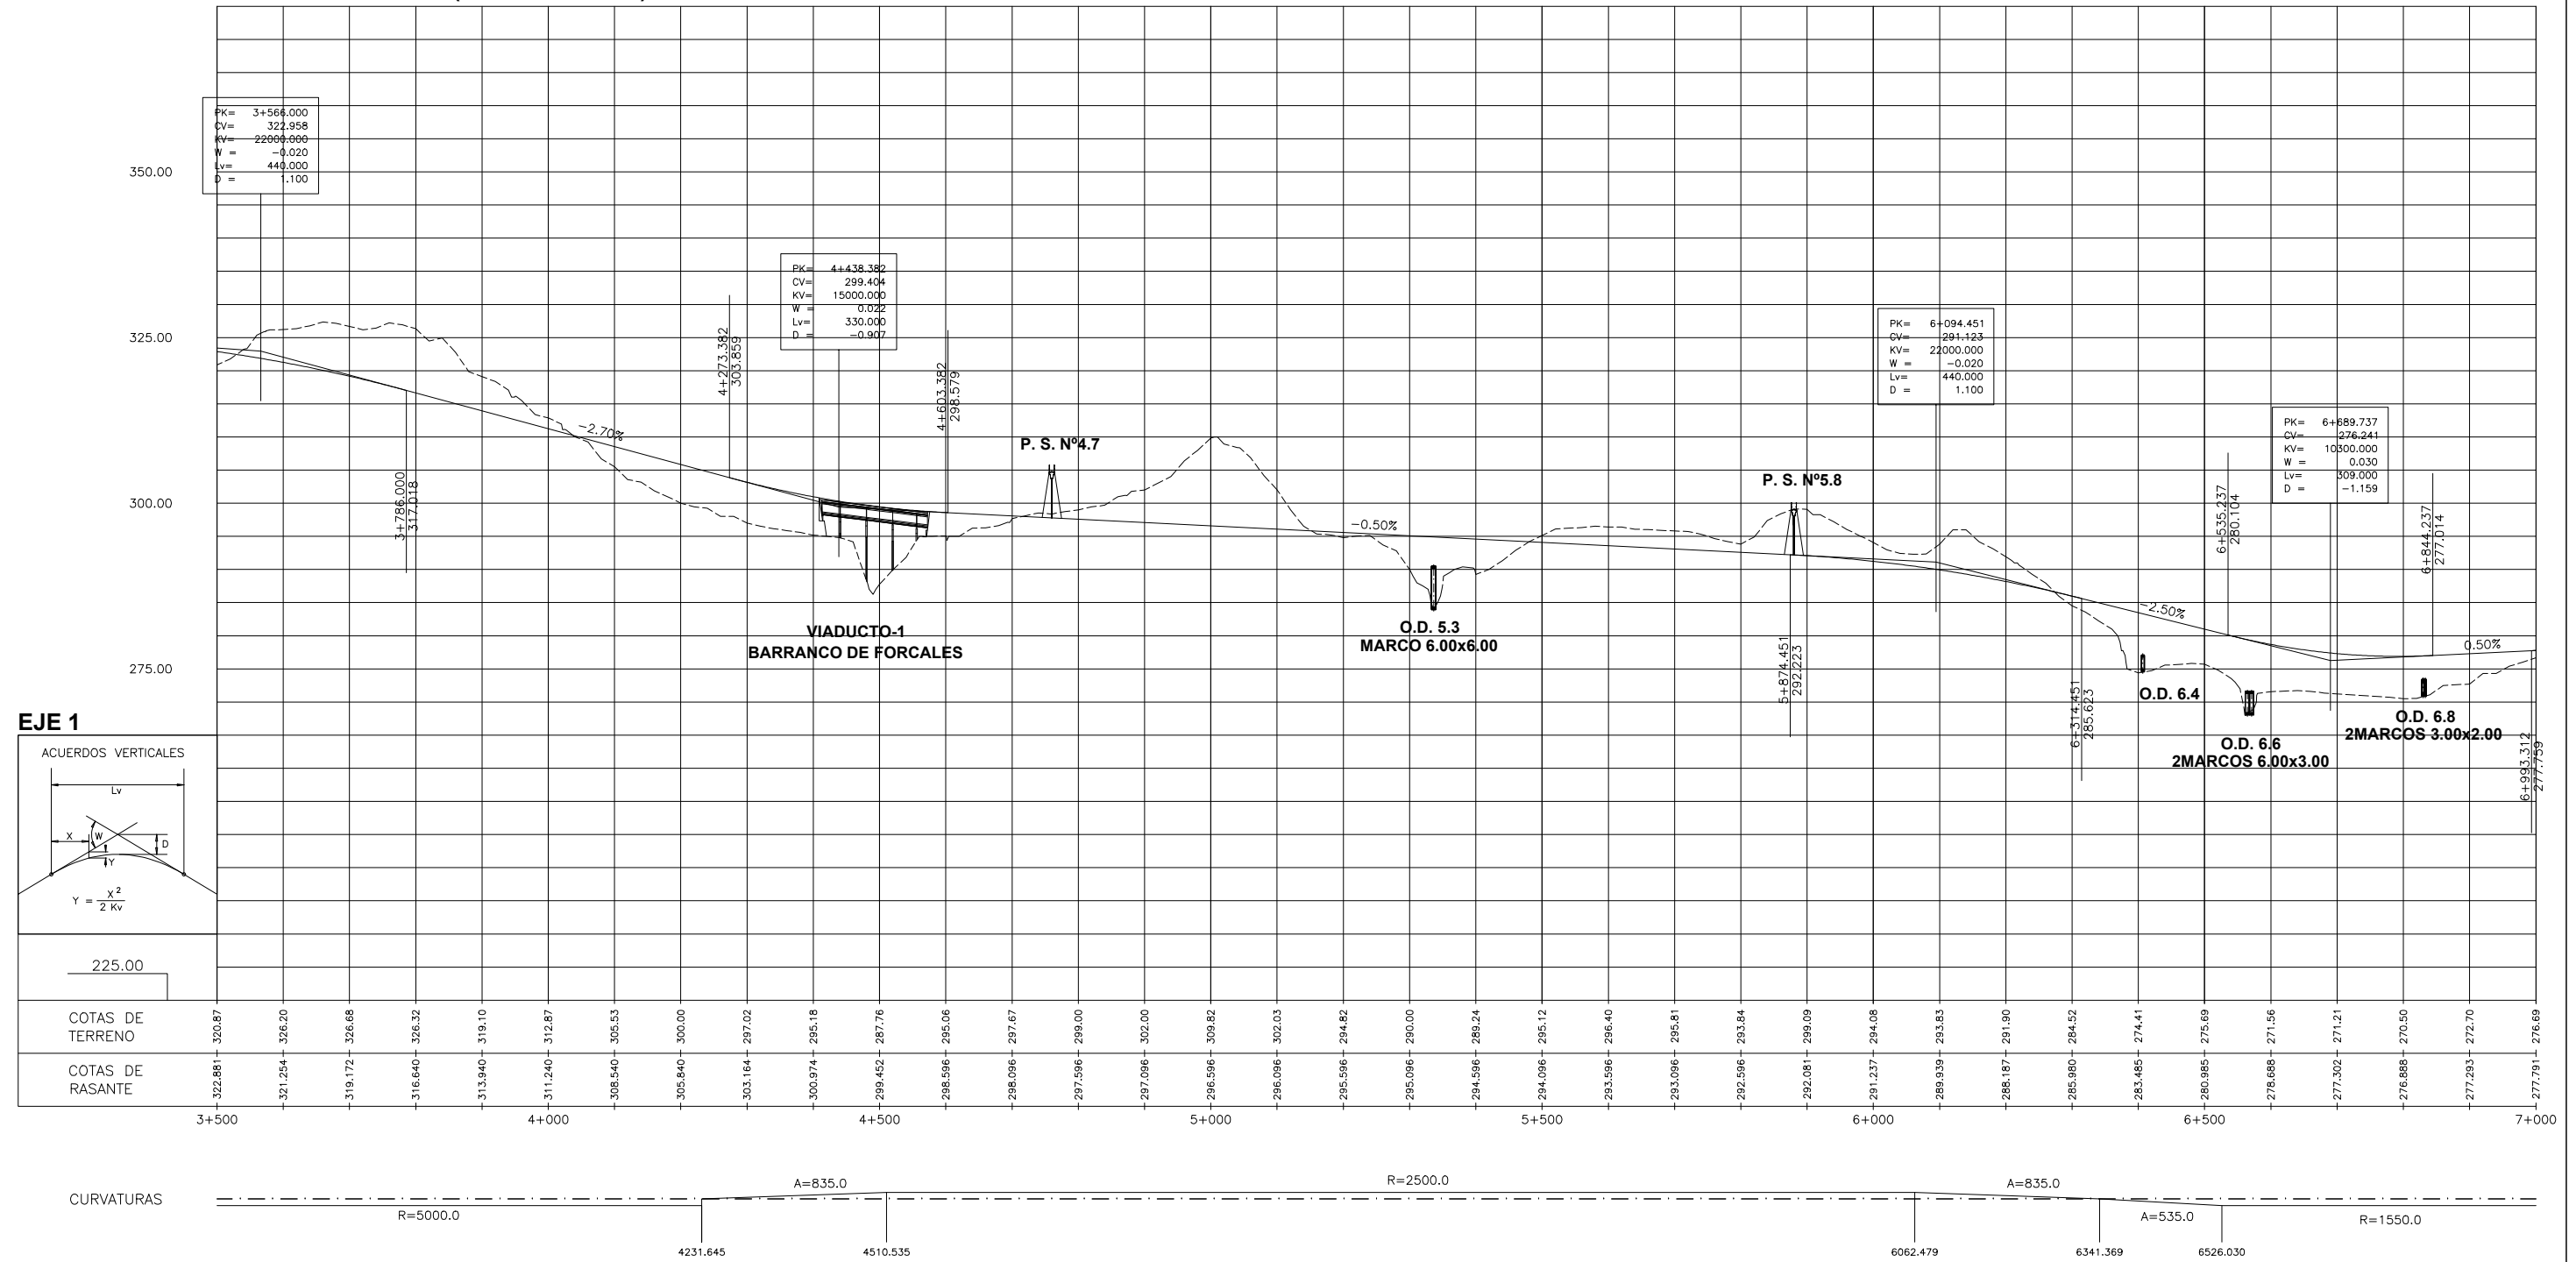 PK= 3+566.000
CV= 322.958
KV= 22000.000
W = -0.020
Lv= 440.000
D = 1.100
350.00
325.00
300.00
275.00
3+786.000
317.018
-2.70%
4+273.382
303.859
PK= 4+438.382
CV= 299.404
KV= 15000.000
W = 0.022
Lv= 330.000
D = -0.907
4+603.382
298.579
P. S. Nº4.7
VIADUCTO-1
BARRANCO DE FORCALES
-0.50%
O.D. 5.3
MARCO 6.00x6.00
P. S. Nº5.8
5+874.451
292.223
PK= 6+094.451
CV= 291.123
KV= 22000.000
W = -0.020
Lv= 440.000
D = 1.100
6+314.451
285.623
-2.50%
O.D. 6.4
6+535.237
280.104
O.D. 6.6
2MARCOS 6.00x3.00
PK= 6+689.737
CV= 276.241
KV= 10300.000
W = 0.030
Lv= 309.000
D = -1.159
6+844.237
277.014
0.50%
O.D. 6.8
2MARCOS 3.00x2.00
6+993.312
277.759
EJE 1
ACUERDOS VERTICALES
Lv
X
W
D
Y
Y = X2
2 Kv
225.00
COTAS DE
TERRENO
320.87 326.20 326.68 326.32 319.10 312.87 305.53 300.00 297.02 295.18 287.76 295.06 297.67 299.00 302.00 309.82 302.03 294.82 290.00 289.24 295.12 296.40 295.81 293.84 299.09 294.08 293.83 291.90 284.52 274.41 275.69 271.56 271.21 270.50 272.70 276.69
COTAS DE
RASANTE
322.881 321.254 319.172 316.640 313.940 311.240 308.540 305.840 303.164 300.974 299.452 298.596 298.096 297.596 297.096 296.596 296.096 295.596 295.096 294.596 294.096 293.596 293.096 292.596 292.081 291.237 289.939 288.187 285.980 283.485 280.985 278.688 277.302 276.888 277.293 277.791
3+500 4+000 4+500 5+000 5+500 6+000 6+500 7+000
CURVATURAS
R=5000.0
A=835.0
R=2500.0
A=835.0
A=535.0
R=1550.0
4231.645 4510.535 6062.479 6341.369 6526.030